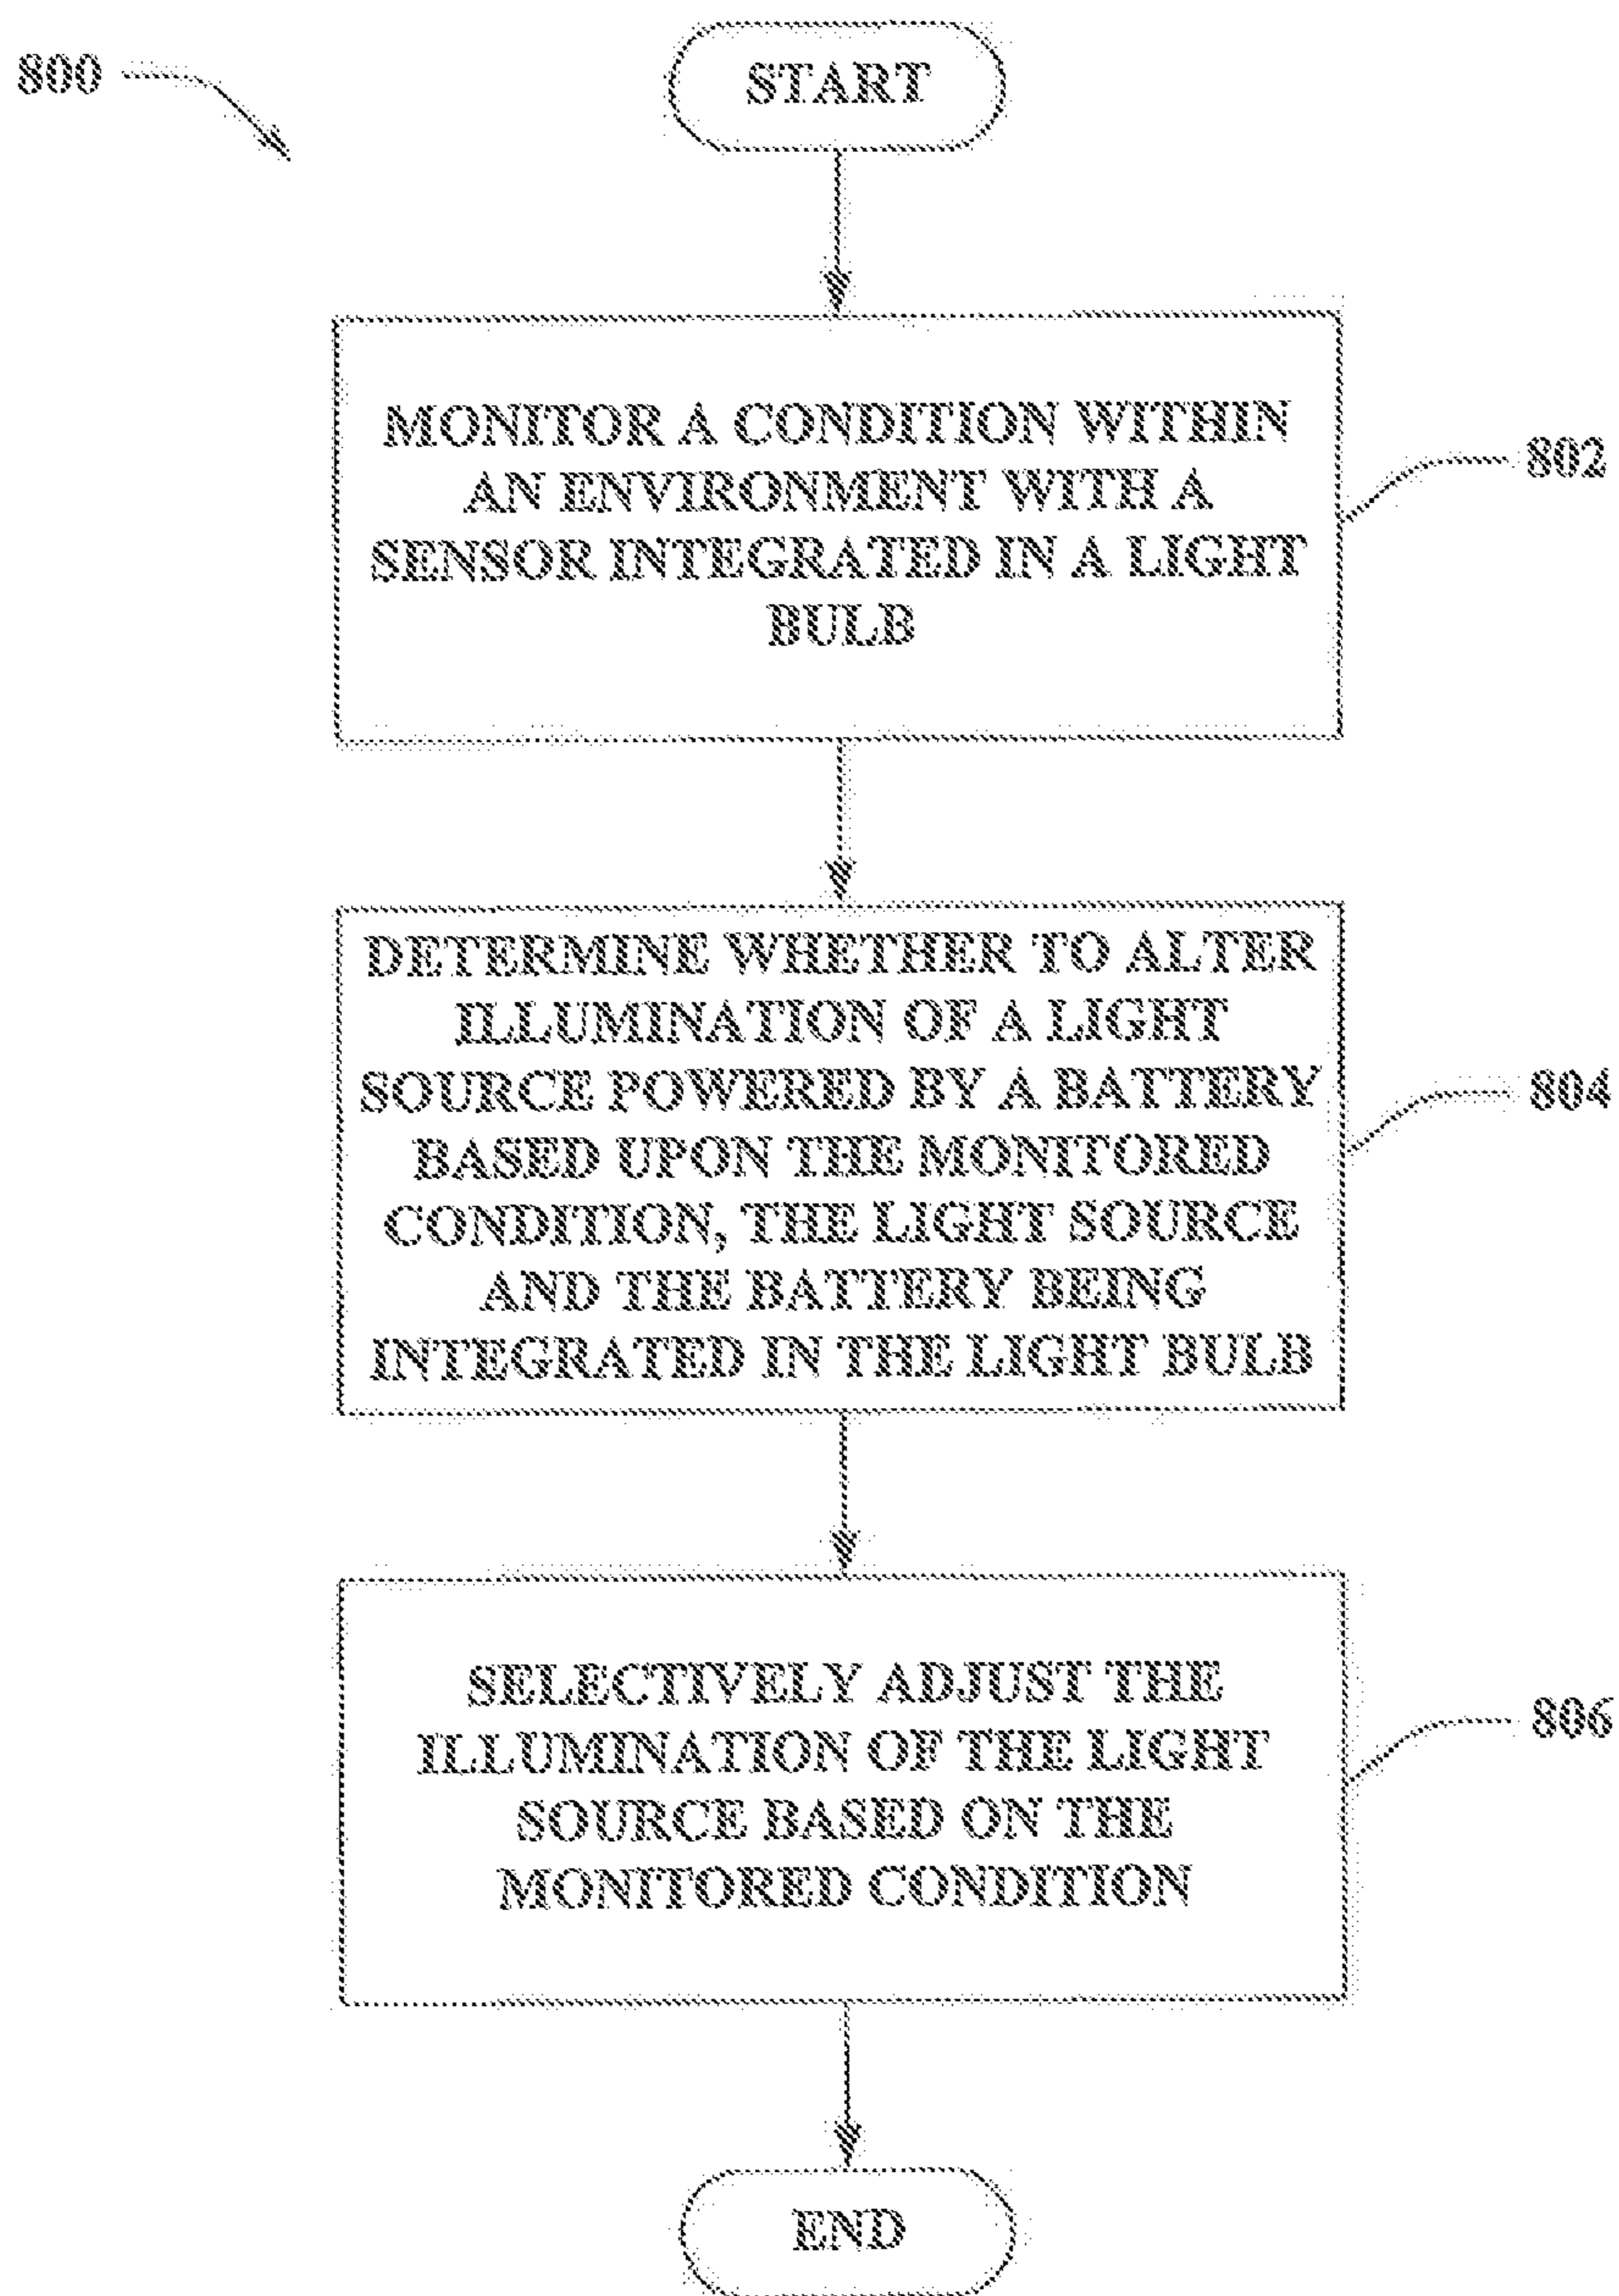 800
START
MONITOR A CONDITION WITHIN
AN ENVIRONMENT WITH A
SENSOR INTEGRATED IN A LIGHT
BULB
802
DETERMINE WHETHER TO ALTER
ILLUMINATION OF A LIGHT
SOURCE POWERED BY A BATTERY
BASED UPON THE MONITORED
CONDITION, THE LIGHT SOURCE
AND THE BATTERY BEING
INTEGRATED IN THE LIGHT BULB
804
SELECTIVELY ADJUST THE
ILLUMINATION OF THE LIGHT
SOURCE BASED ON THE
MONITORED CONDITION
806
END